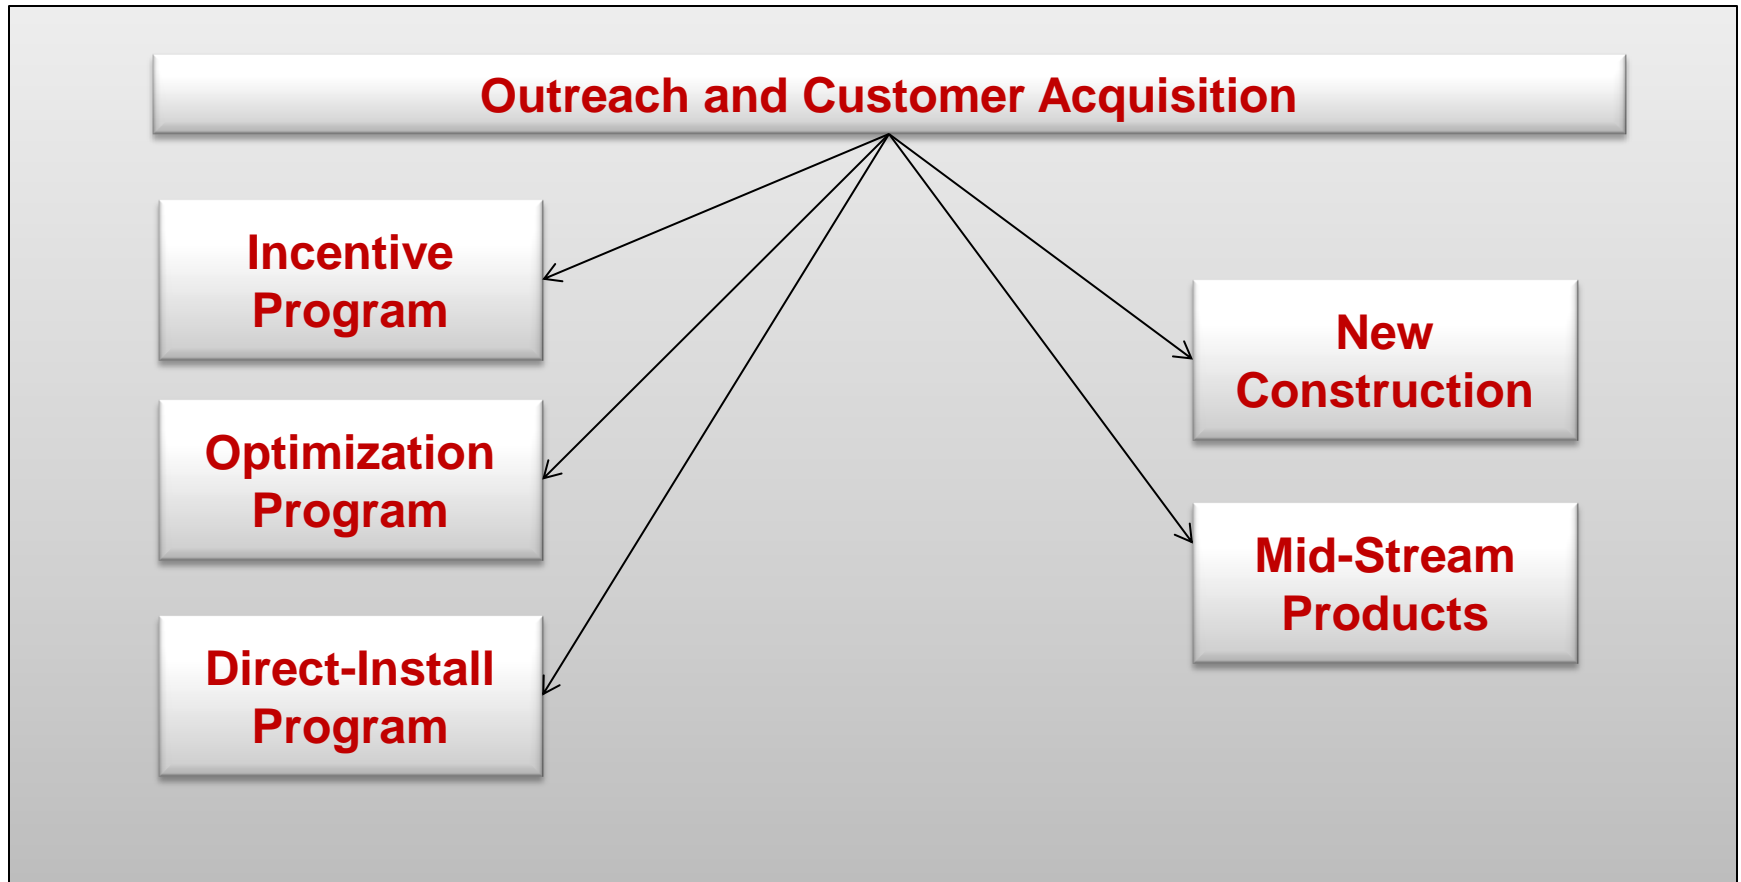 Outreach and Customer Acquisition
Incentive
Program
Optimization
Program
Direct-Install
Program
New
Construction
Mid-Stream
Products